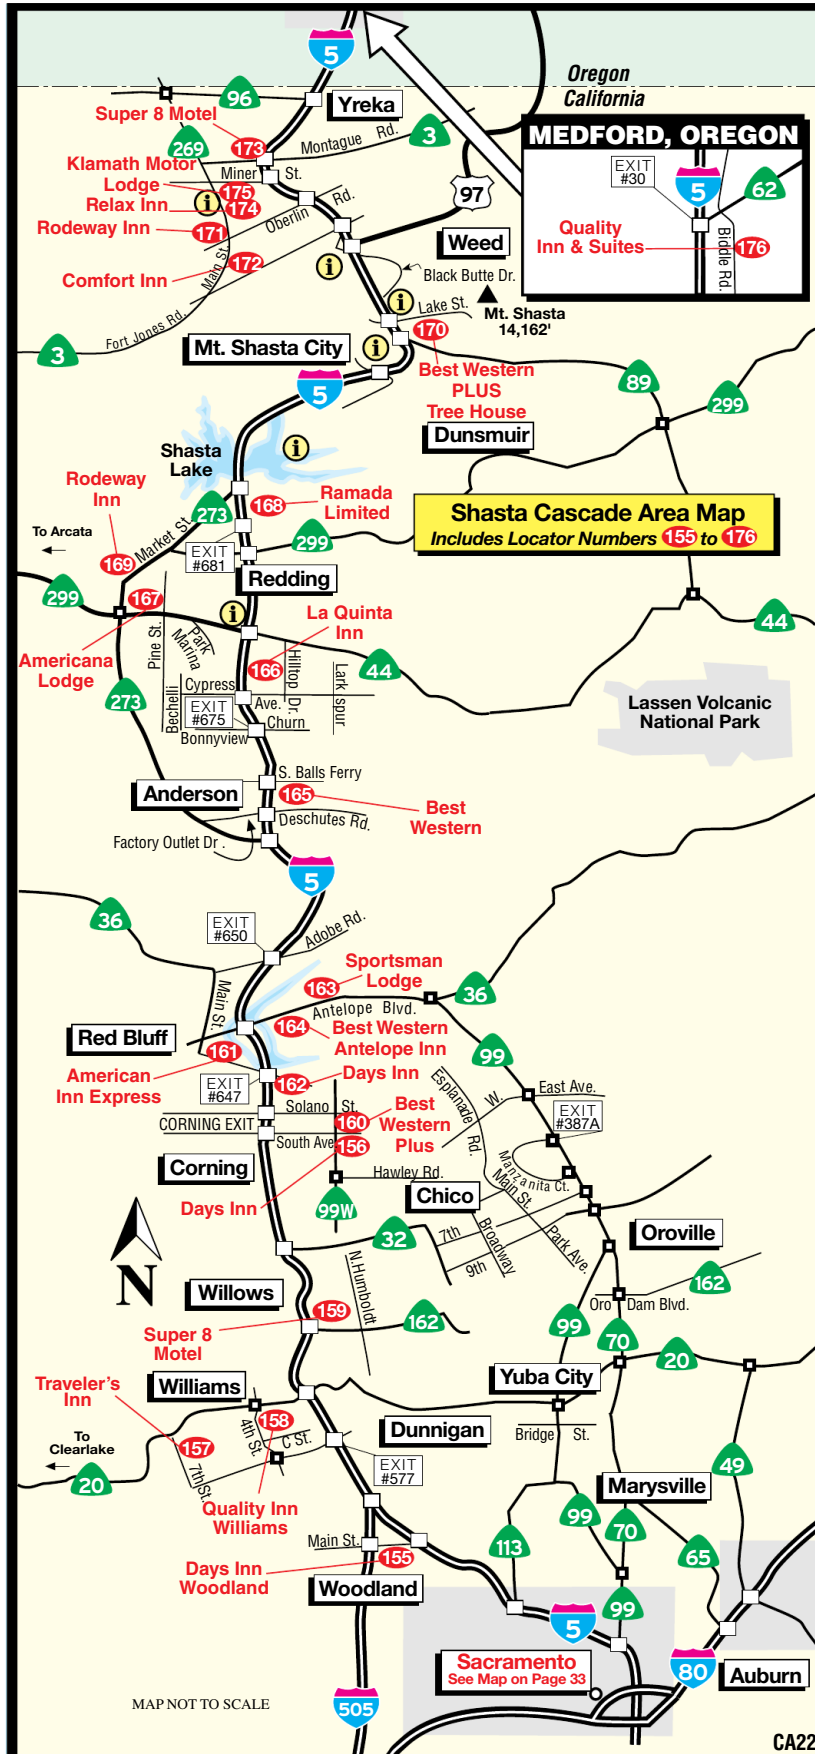 5
Oregon
California
96
Yreka
Super 8 Motel
269
173
Montague Rd.
3
MEDFORD, OREGON
EXIT
#30
5
62
Quality
Inn & Suites
176
Biddle Rd.
Klamath Motor
Lodge
Miner St.
175
Relax Inn
174
i
Rodeway Inn
171
Oberlin Rd.
97
Main St.
Weed
Comfort Inn
172
i
Black Butte Dr.
Fort Jones Rd.
i
Lake St.
Mt. Shasta
14,162'
3
Mt. Shasta City
i
170
Best Western
PLUS
Tree House
5
89
299
Dunsmuir
Shasta
Lake
i
Rodeway
Inn
273
168
Ramada
Limited
Shasta Cascade Area Map
Includes Locator Numbers 155 to 176
To Arcata
Market St.
169
EXIT
#681
299
Redding
299
167
i
La Quinta
Inn
44
Americana
Lodge
Pine St.
Park
Marina
166
Hilltop Dr.
Lark spur
44
273
Bechelli
Cypress
Ave.
EXIT
#675
Churn
Bonnyview
Lassen Volcanic
National Park
S. Balls Ferry
Anderson
165
Best
Western
Deschutes Rd.
Factory Outlet Dr .
5
36
EXIT
#650
Adobe Rd.
Sportsman
Lodge
163
36
Main St.
Antelope Blvd.
Red Bluff
164
Best Western
Antelope Inn
99
161
American
Inn Express
EXIT
#647
162
Days Inn
Esplanade Rd.
W.
East Ave.
EXIT
#387A
Solano St.
CORNING EXIT
160
Best
Western
Plus
South Ave
156
Corning
Hawley Rd.
Manzanita Ct.
Days Inn
99W
Chico
Main St.
32
7th
Broadway
9th
Park Ave.
Oroville
N
N.Humboldt
162
Willows
159
162
Oro Dam Blvd.
Super 8
Motel
99
70
20
Traveler's
Inn
Williams
Yuba City
To
Clearlake
158
4th St.
C St.
Dunnigan
Bridge St.
157
20
7th St.
EXIT
#577
49
Quality Inn
Williams
Marysville
99
70
113
65
Main St.
155
Days Inn
Woodland
Woodland
5
99
Sacramento
See Map on Page 33
80
Auburn
MAP NOT TO SCALE
505
CA22